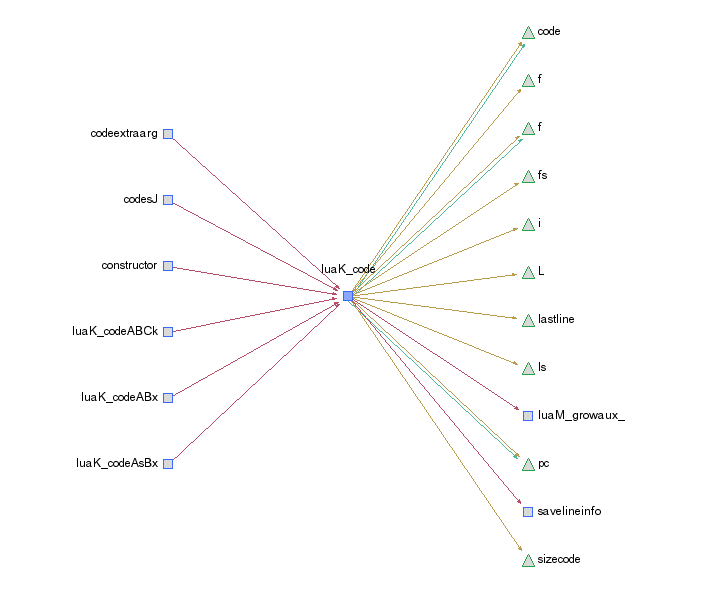 codeextraarg
codesJ
constructor
luaK_codeABCk
luaK_codeABx
luaK_codeAsBx
luaK_code
code
f
f
fs
i
L
lastline
ls
luaM_growaux_
pc
savelineinfo
sizecode